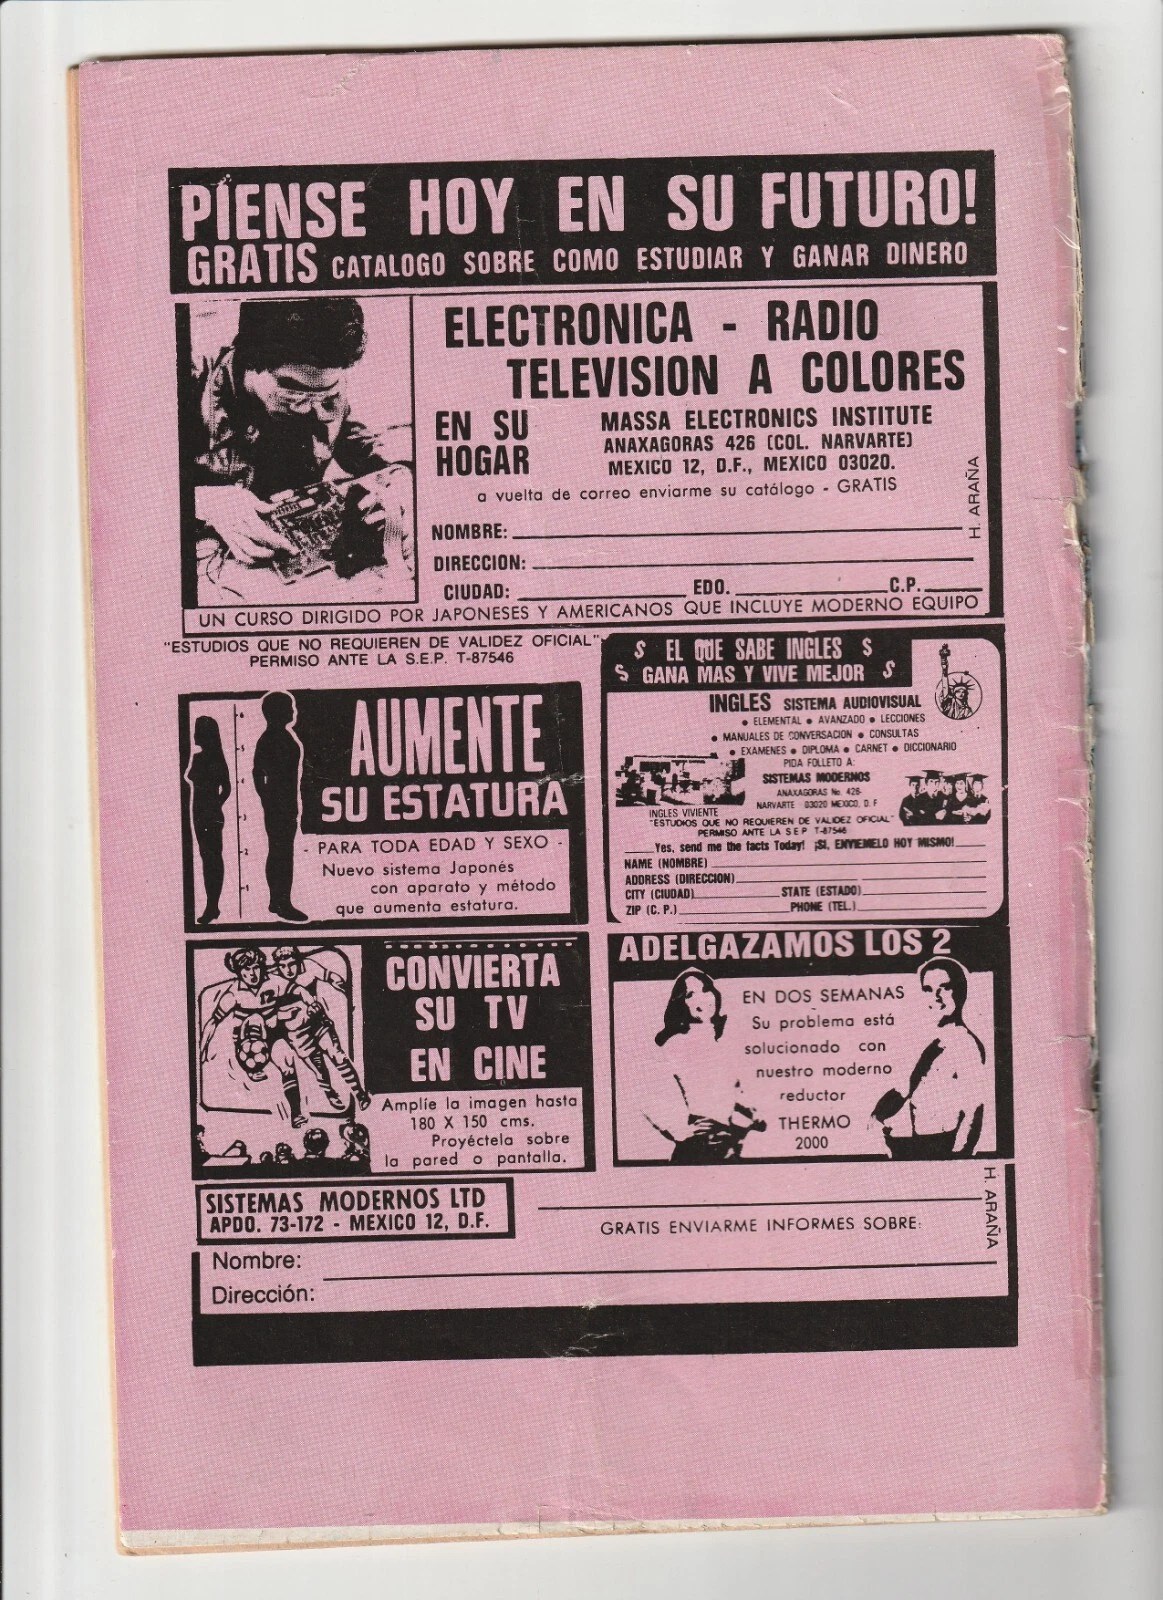 PIENSE HOY EN SU FUTURO!
GRATIS CATALOGO SOBRE COMO ESTUDIAR Y GANAR DINERO
ELECTRONICA - RADIO
TELEVISION A COLORES
EN SU
HOGAR
MASSA ELECTRONICS INSTITUTE
ANAXAGORAS 426 (COL. NARVARTE)
MEXICO 12, D.F., MEXICO 03020.
a vuelta de correo enviarme su catálogo - GRATIS
NOMBRE:
DIRECCION:
CIUDAD: EDO. C.P.
H. ARAÑA
UN CURSO DIRIGIDO POR JAPONESES Y AMERICANOS QUE INCLUYE MODERNO EQUIPO
"ESTUDIOS QUE NO REQUIEREN DE VALIDEZ OFICIAL"
PERMISO ANTE LA S.E.P. T-87546
AUMENTE
SU ESTATURA
- PARA TODA EDAD Y SEXO -
Nuevo sistema Japonés
con aparato y método
que aumenta estatura.
6
5
4
3
2
1
$ EL QUE SABE INGLES $
$ GANA MAS Y VIVE MEJOR $
INGLES SISTEMA AUDIOVISUAL
• ELEMENTAL • AVANZADO • LECCIONES
• MANUALES DE CONVERSACION • CONSULTAS
• EXAMENES • DIPLOMA • CARNET • DICCIONARIO
PIDA FOLLETO A:
SISTEMAS MODERNOS
ANAXAGORAS No. 426-
NARVARTE 03020 MEXICO, D. F
INGLES VIVIENTE
"ESTUDIOS QUE NO REQUIEREN DE VALIDEZ OFICIAL"
PERMISO ANTE LA S E P T-87546
Yes, send me the facts Today! ¡SI, ENVIEMELO HOY MISMO!
NAME (NOMBRE)
ADDRESS (DIRECCION)
CITY (CIUDAD) STATE (ESTADO)
ZIP (C. P.) PHONE (TEL.)
CONVIERTA
SU TV
EN CINE
Amplíe la imagen hasta
180 X 150 cms.
Proyéctela sobre
la pared o pantalla.
12
ADELGAZAMOS LOS 2
EN DOS SEMANAS
Su problema está
solucionado con
nuestro moderno
reductor
THERMO
2000
SISTEMAS MODERNOS LTD
APDO. 73-172 - MEXICO 12, D.F.
GRATIS ENVIARME INFORMES SOBRE:
H. ARAÑA
Nombre:
Dirección: